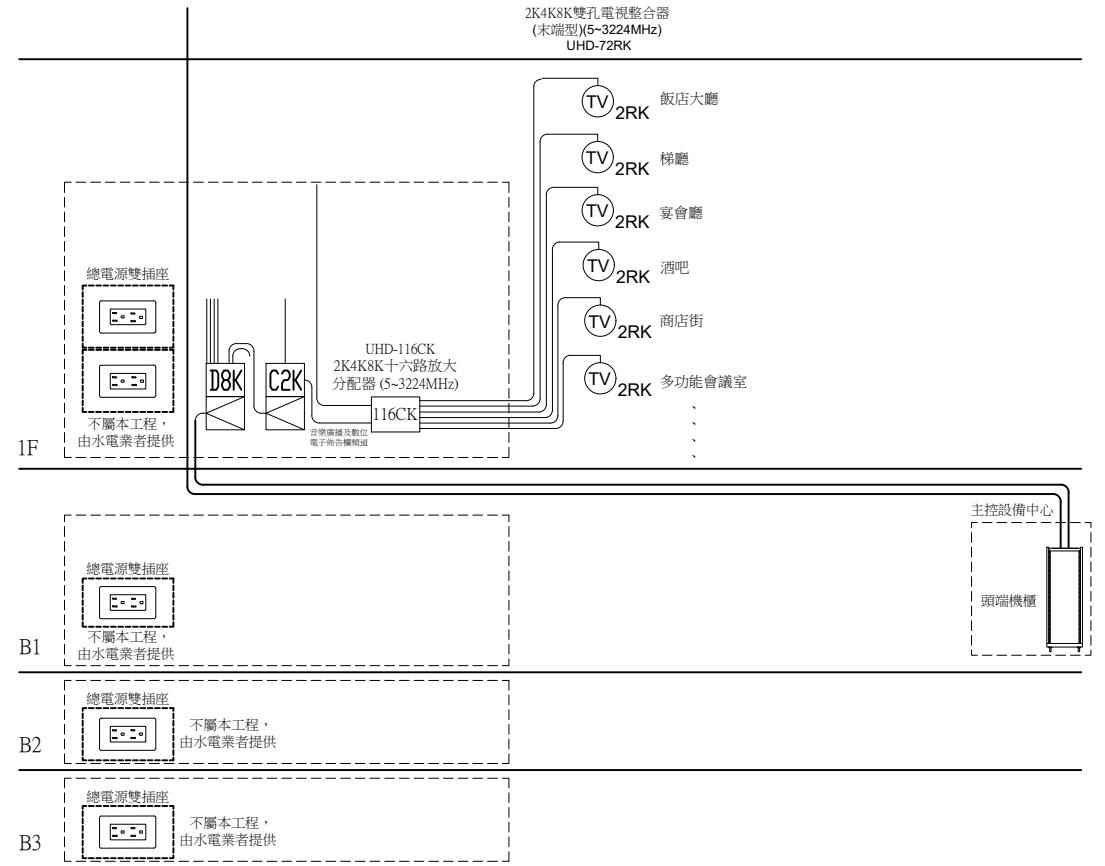 2K4K8K雙孔電視整合器
(末端型)(5~3224MHz)
UHD-72RK
TV
2RK
飯店大廳
TV
2RK
梯廳
TV
2RK
宴會廳
TV
2RK
酒吧
TV
2RK
商店街
TV
2RK
多功能會議室
、
、
、
、
總電源雙插座
不屬本工程，
由水電業者提供
D8K
C2K
UHD-116CK
2K4K8K十六路放大
分配器 (5~3224MHz)
116CK
音樂廣播及數位
電子佈告欄頻道
1F
主控設備中心
頭端機櫃
總電源雙插座
不屬本工程，
由水電業者提供
B1
總電源雙插座
不屬本工程，
由水電業者提供
B2
總電源雙插座
不屬本工程，
由水電業者提供
B3